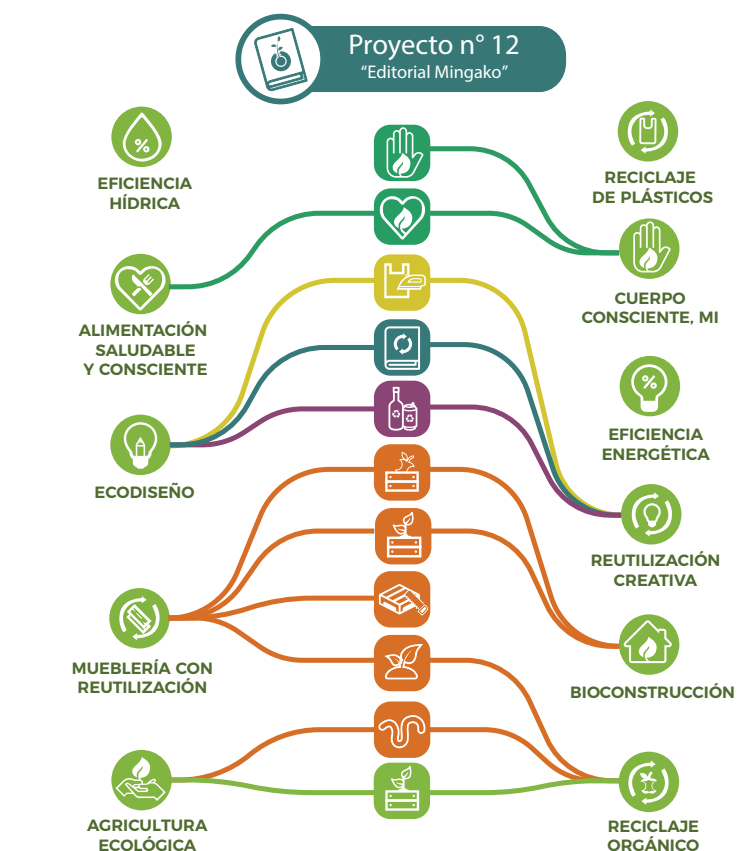 Proyecto n° 12
“Editorial Mingako”
%
EFICIENCIA
HÍDRICA
RECICLAJE
DE PLÁSTICOS
ALIMENTACIÓN
SALUDABLE
Y CONSCIENTE
CUERPO
CONSCIENTE, MI
%
EFICIENCIA
ENERGÉTICA
ECODISEÑO
REUTILIZACIÓN
CREATIVA
MUEBLERÍA CON
REUTILIZACIÓN
BIOCONSTRUCCIÓN
AGRICULTURA
ECOLÓGICA
RECICLAJE
ORGÁNICO